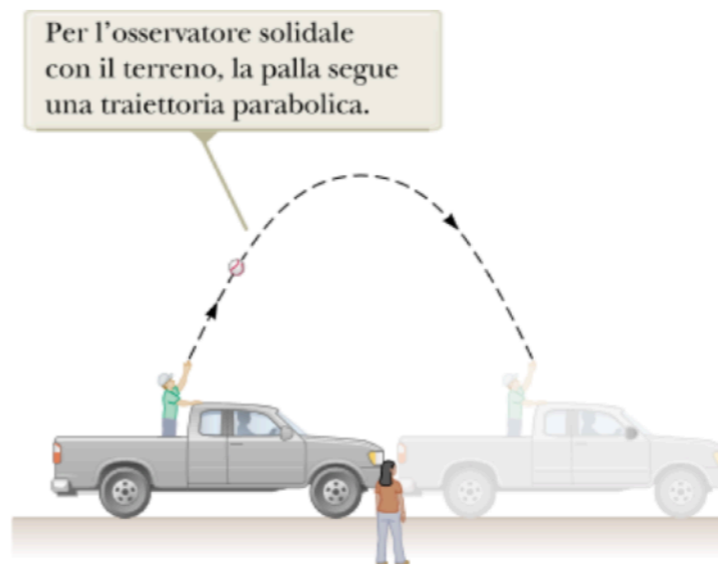 Per l’osservatore solidale
con il terreno, la palla segue
una traiettoria parabolica.